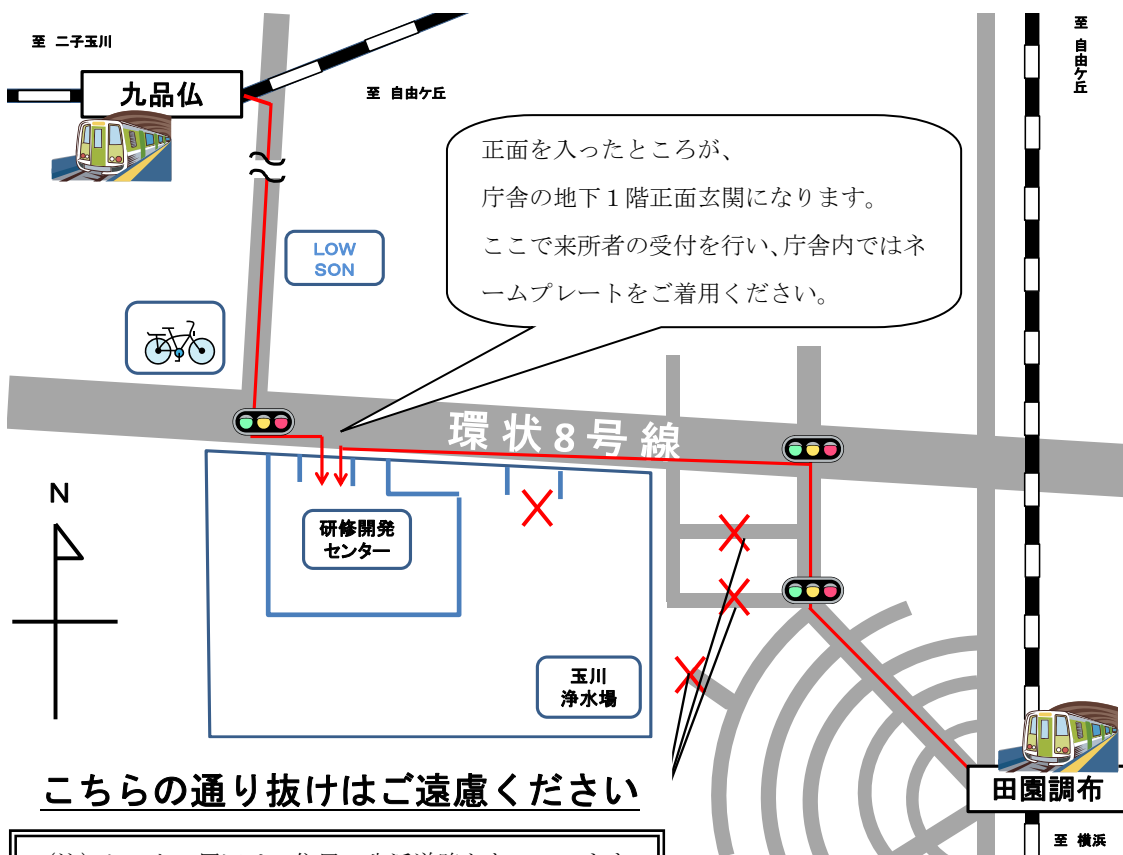 至 二子玉川
九品仏
至 自由ケ丘
至 自由ケ丘
正面を入ったところが、
庁舎の地下１階正面玄関になります。
ここで来所者の受付を行い、庁舎内ではネ
ームプレートをご着用ください。
LOW
SON
環状8号線
N
研修開発
センター
玉川
浄水場
田園調布
至 横浜
こちらの通り抜けはご遠慮ください